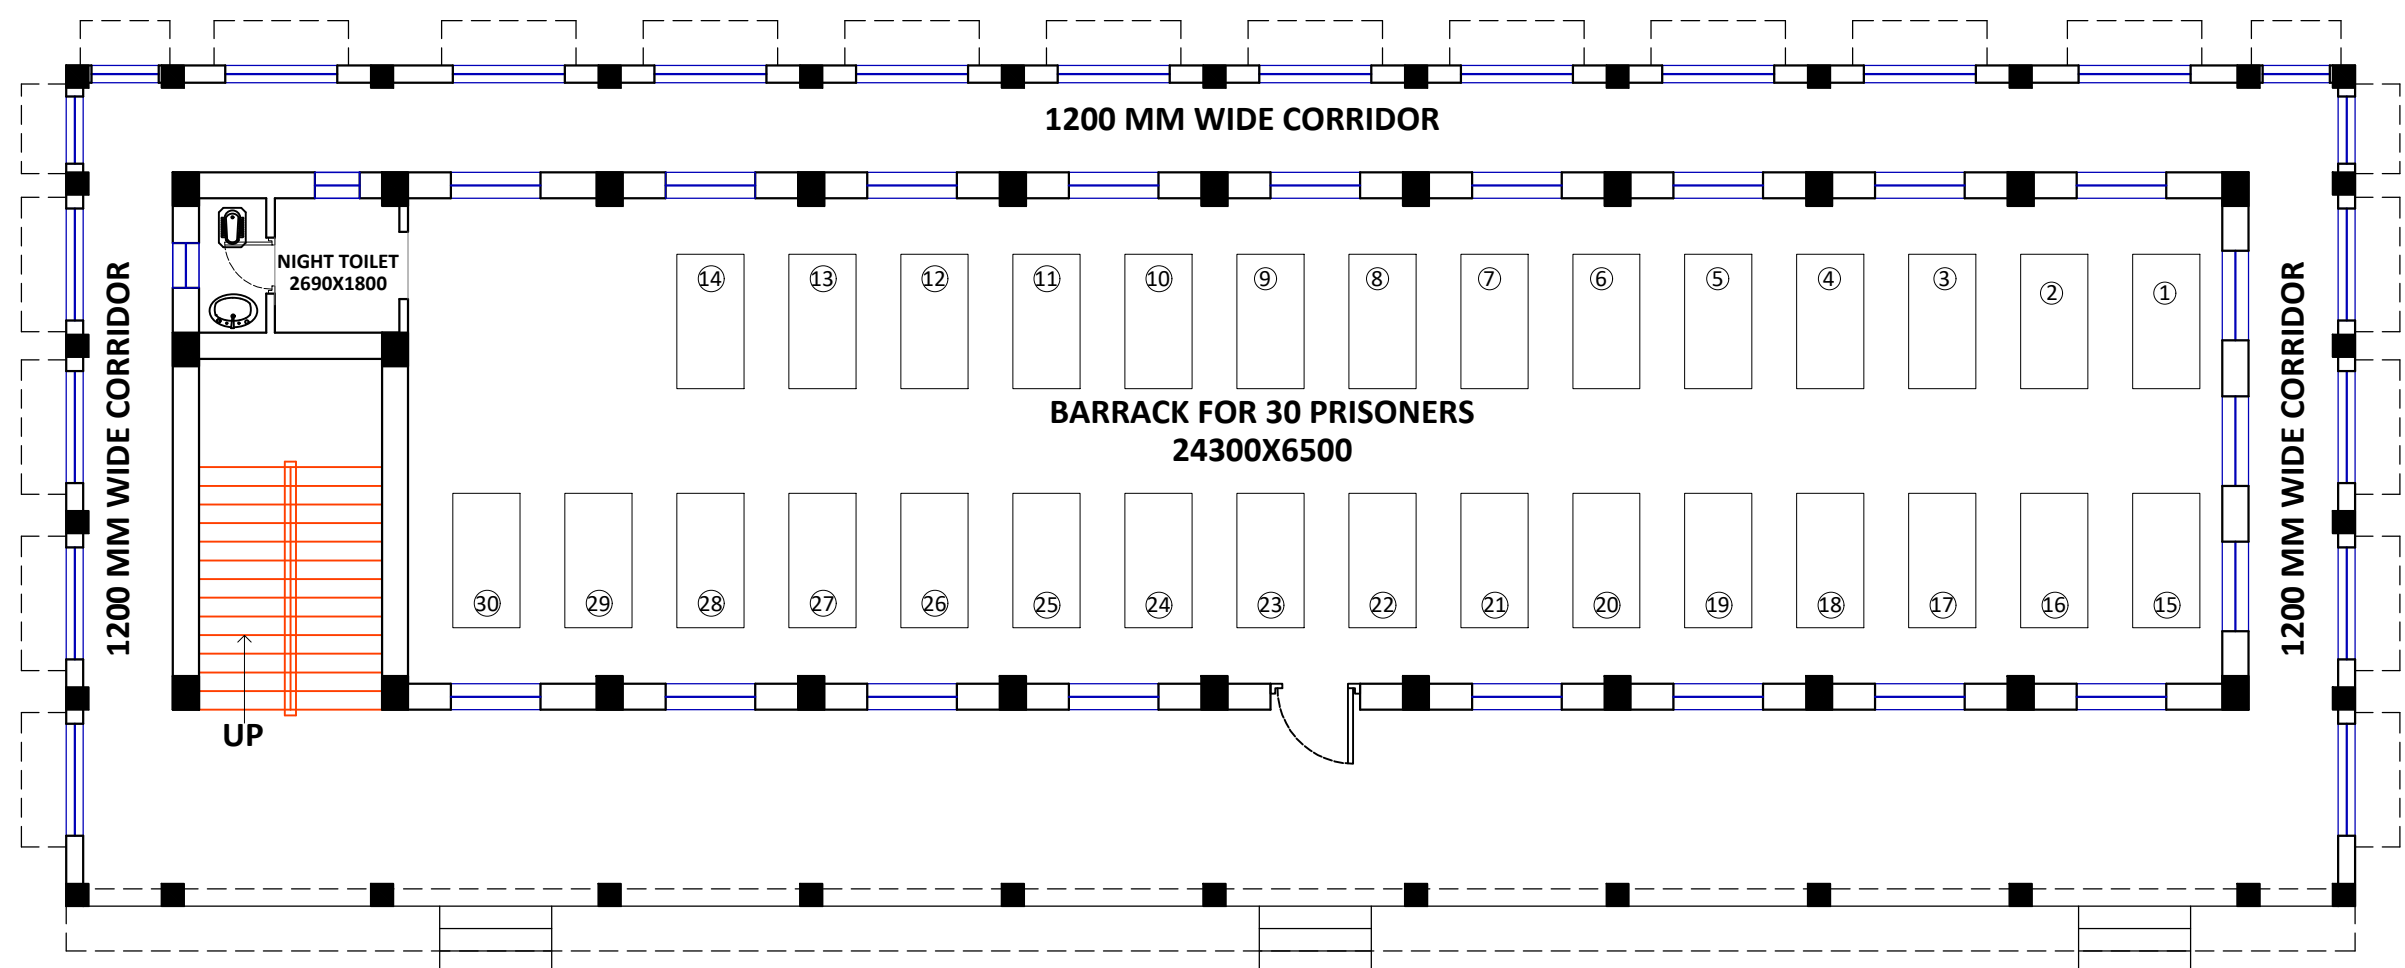 1200 MM WIDE CORRIDOR
NIGHT TOILET
2690X1800
1200 MM WIDE CORRIDOR
14 13 12 11 10 9 8 7 6 5 4 3 2 1
1200 MM WIDE CORRIDOR
BARRACK FOR 30 PRISONERS
24300X6500
30 29 28 27 26 25 24 23 22 21 20 19 18 17 16 15
UP